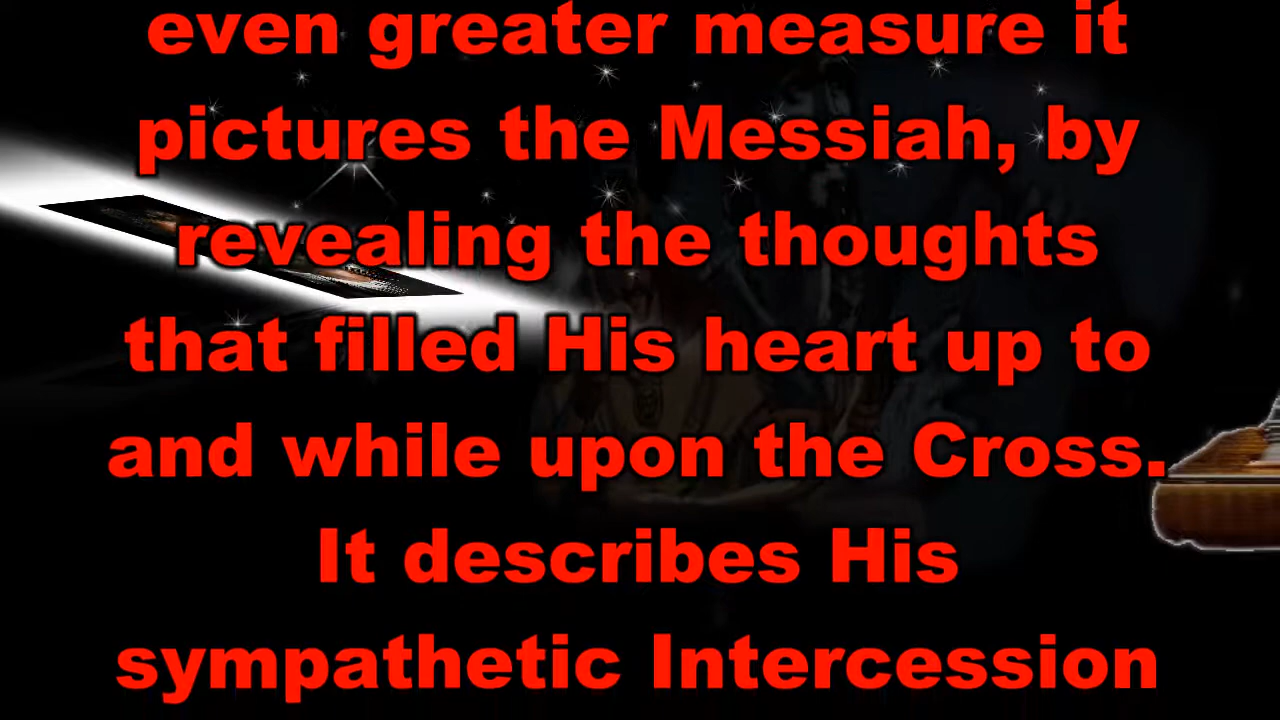 even greater measure it
pictures the Messiah, by
revealing the thoughts
that filled His heart up to
and while upon the Cross.
It describes His
sympathetic Intercession